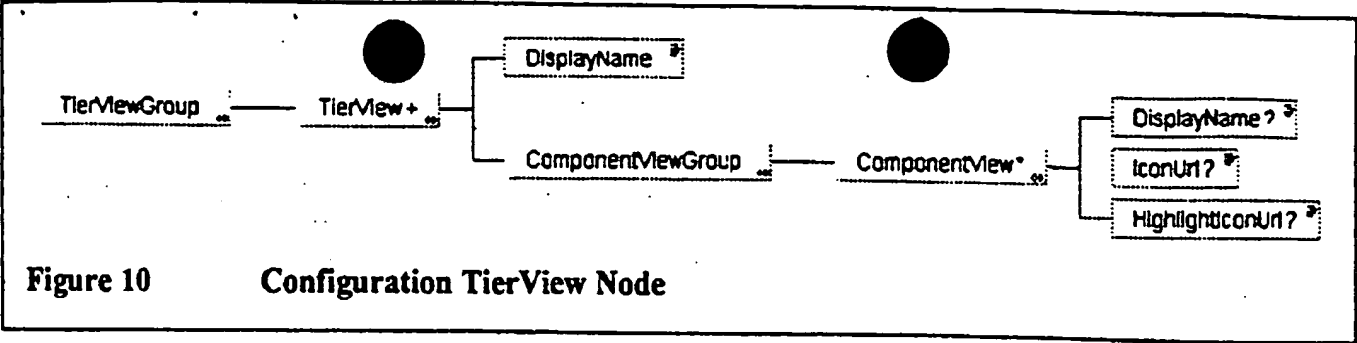 DisplayName
TierViewGroup
TierView+
DisplayName?
ComponentViewGroup
ComponentView*
IconUrl?
HighlightIconUrl?
Figure 10 Configuration TierView Node